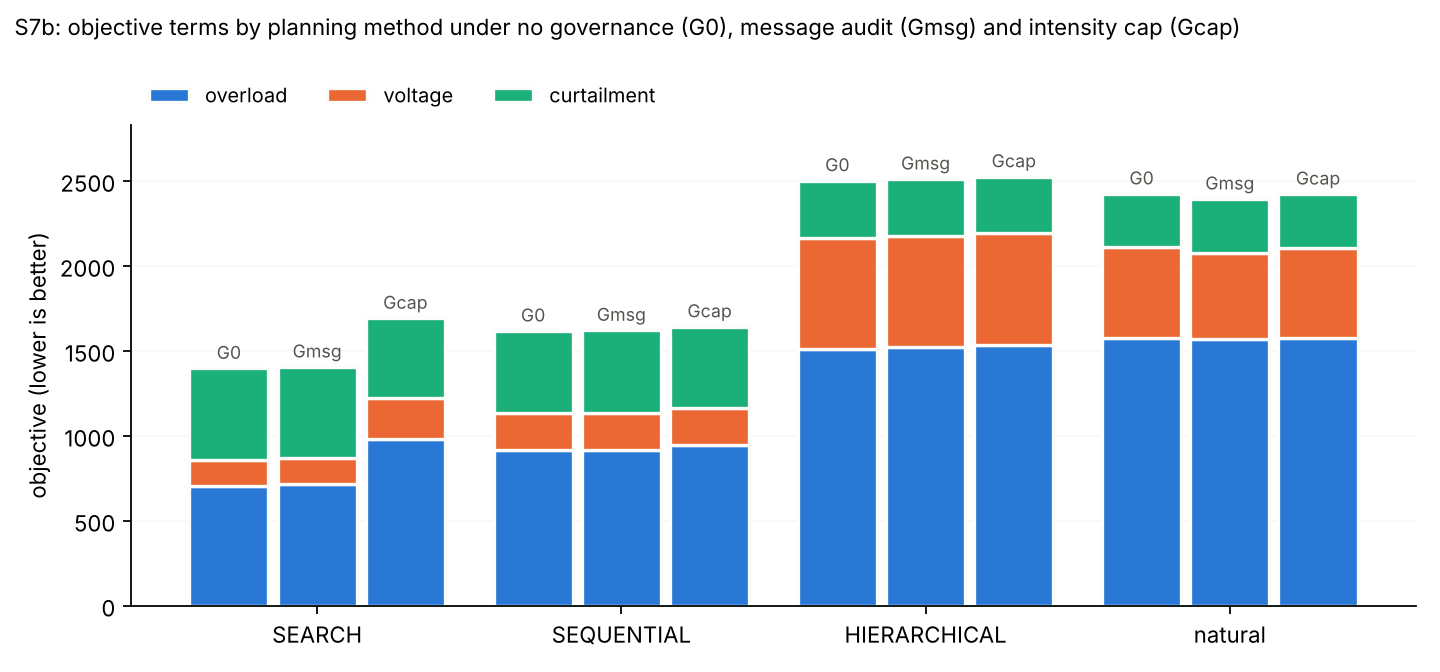 S7b: objective terms by planning method under no governance (G0), message audit (Gmsg) and intensity cap (Gcap)
overload voltage curtailment
objective (lower is better)
2500
2000
1500
1000
500
0
G0 Gmsg Gcap
G0 Gmsg Gcap
G0 Gmsg Gcap
G0 Gmsg Gcap
SEARCH SEQUENTIAL HIERARCHICAL natural